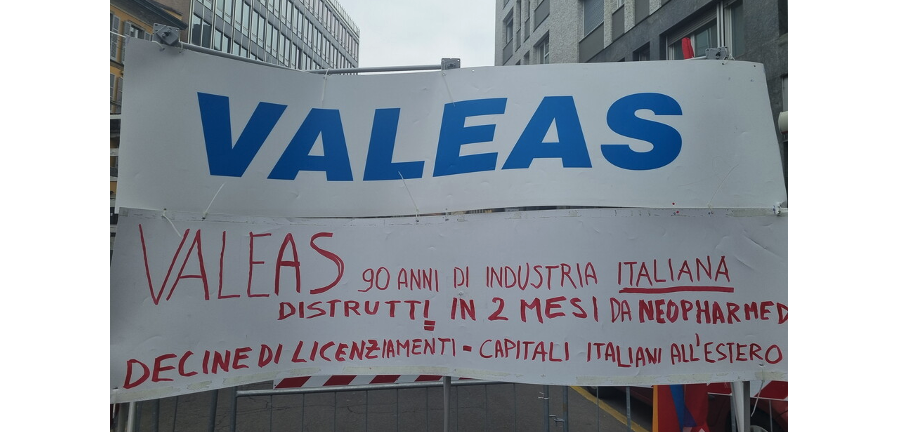 VALEAS
VALEAS 90 ANNI DI INDUSTRIA ITALIANA
DISTRUTTI IN 2 MESI DA NEOPHARMED
DECINE DI LICENZIAMENTI - CAPITALI ITALIANI ALL'ESTERO